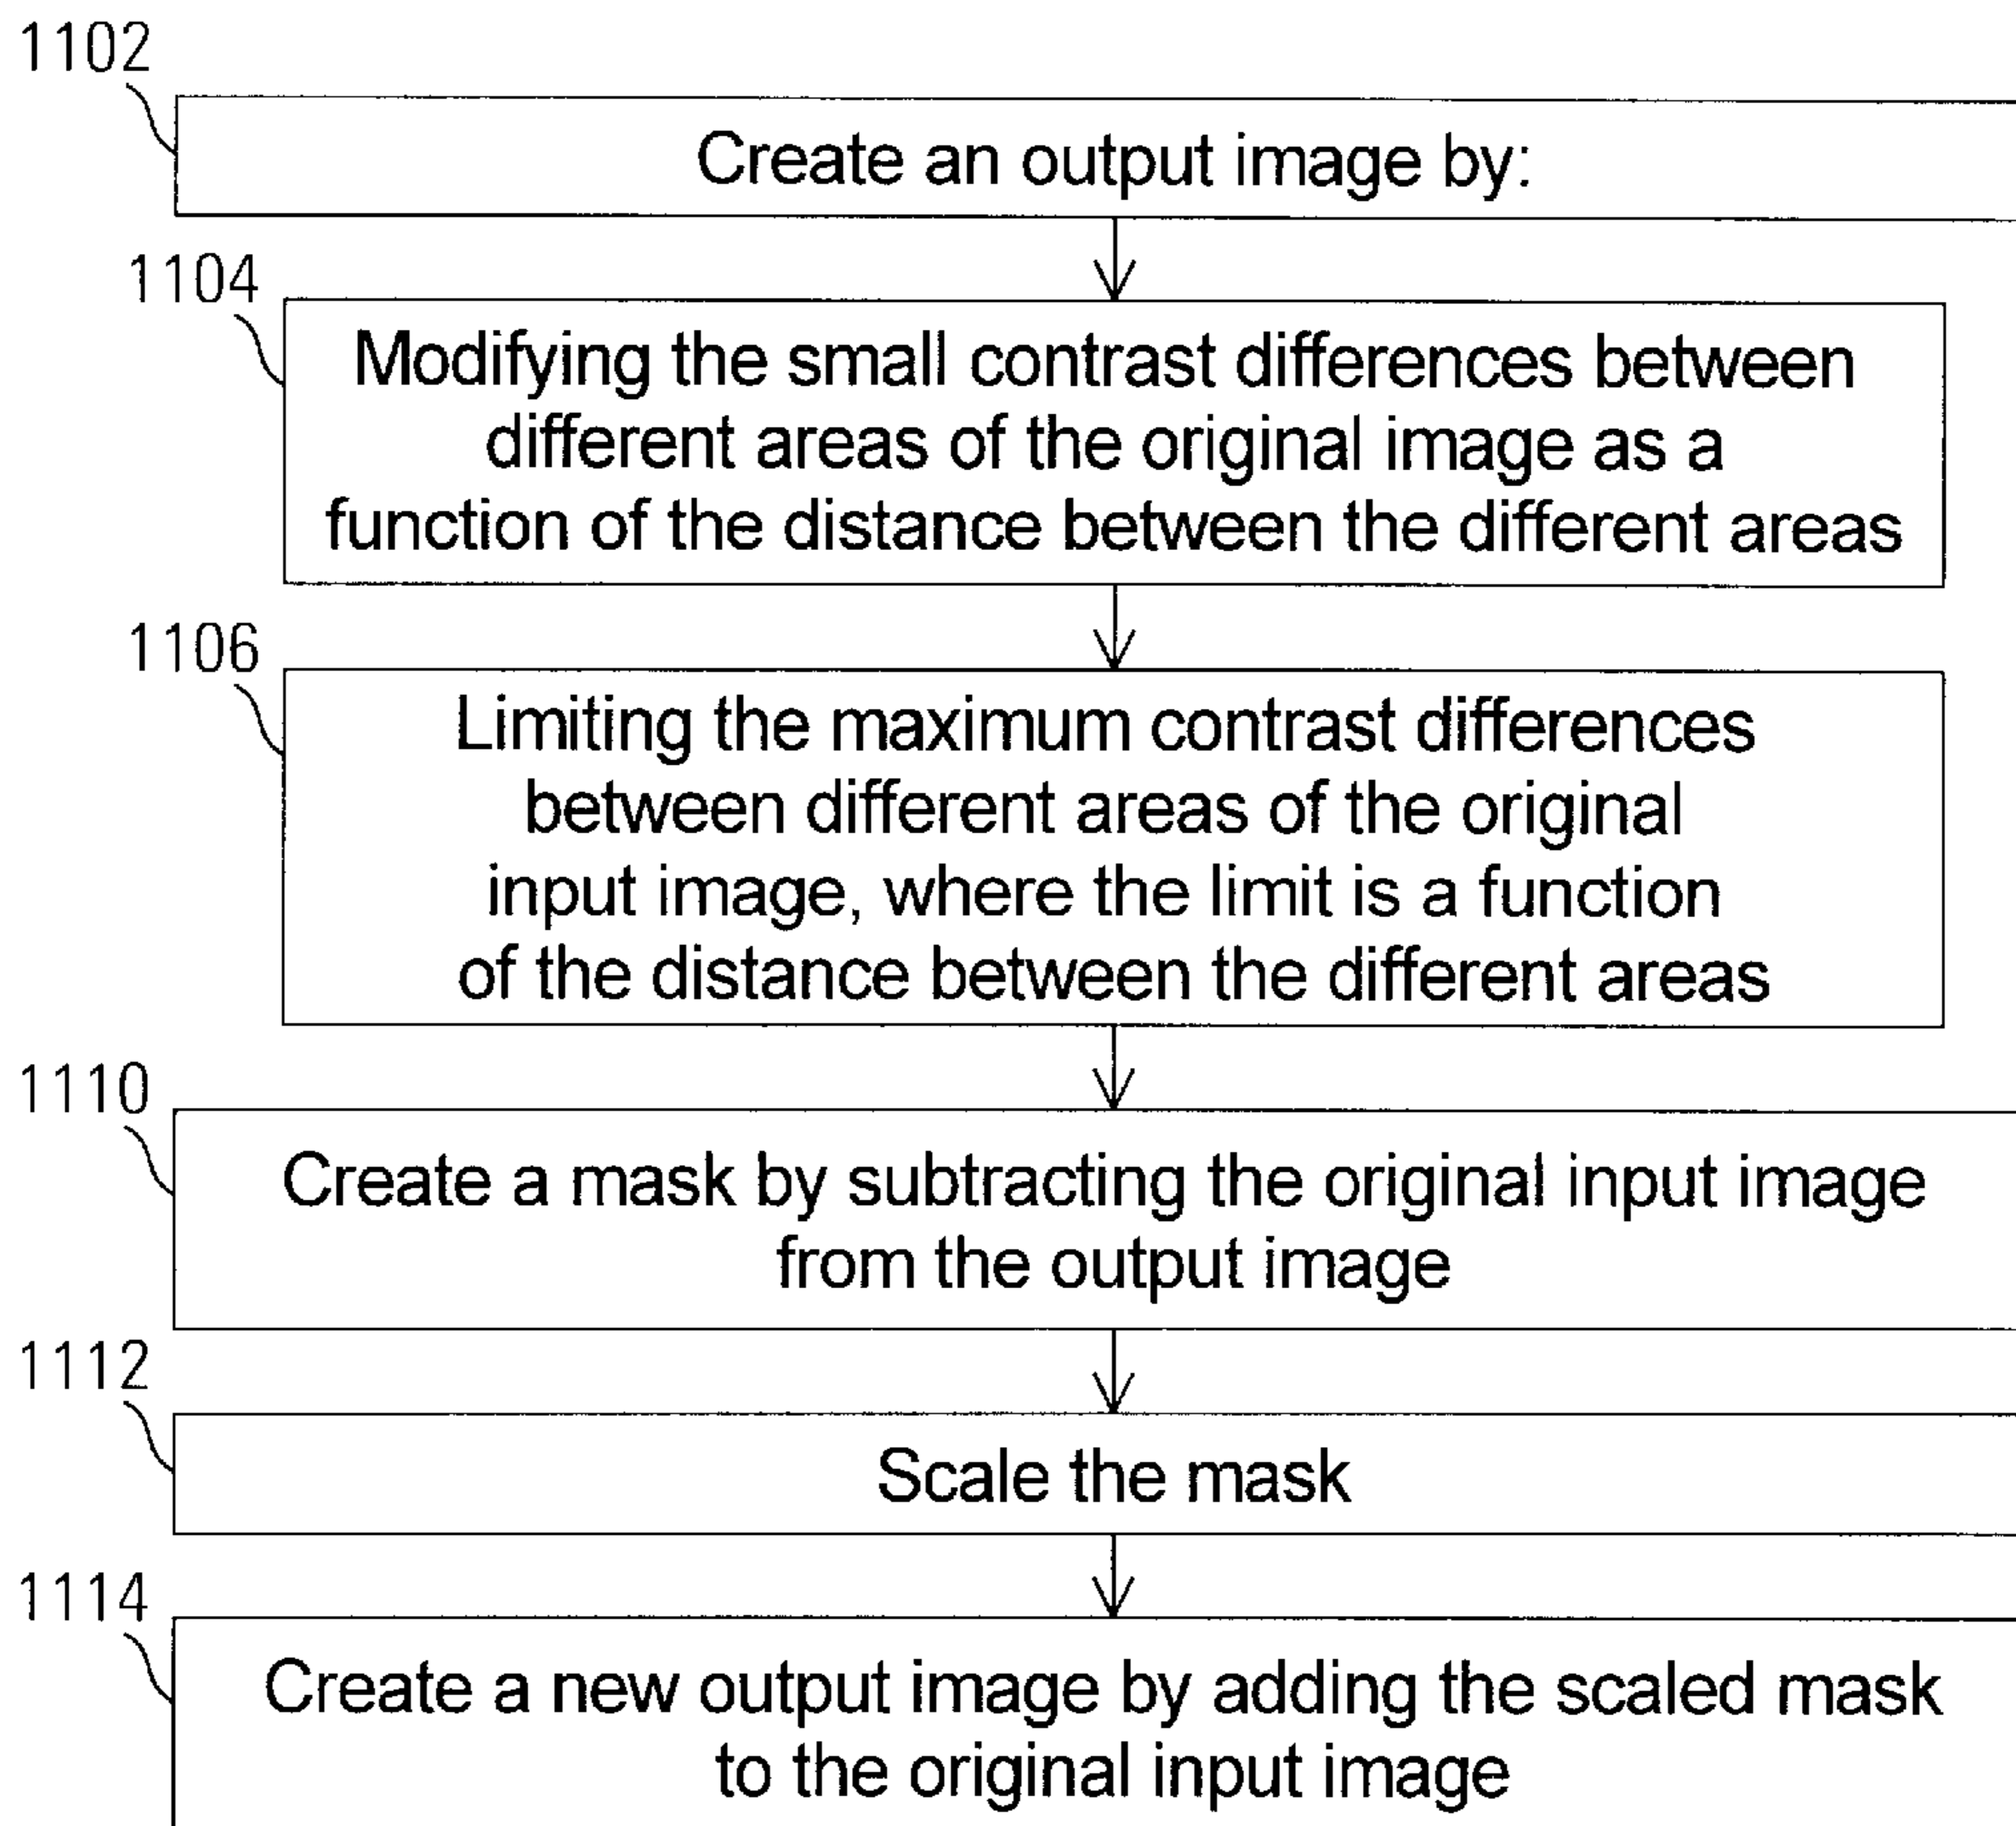 1102
Create an output image by:
1104
Modifying the small contrast differences between
different areas of the original image as a
function of the distance between the different areas
1106
Limiting the maximum contrast differences
between different areas of the original
input image, where the limit is a function
of the distance between the different areas
1110
Create a mask by subtracting the original input image
from the output image
1112
Scale the mask
1114
Create a new output image by adding the scaled mask
to the original input image